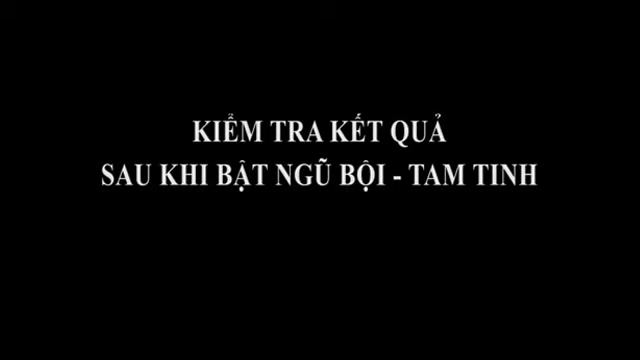 KIỂM TRA KẾT QUẢ
SAU KHI BẬT NGŨ BỘI - TAM TINH